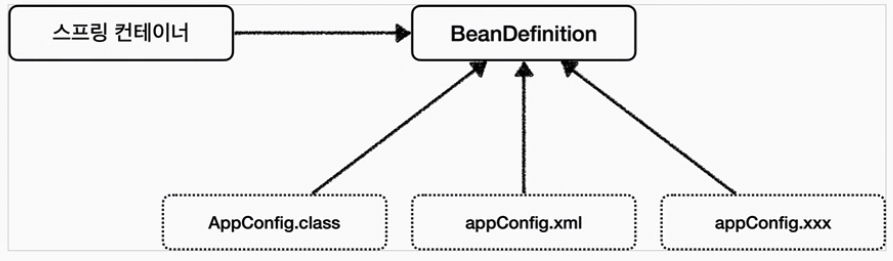 스프링 컨테이너
BeanDefinition
AppConfig.class
appConfig.xml
appConfig.xxx